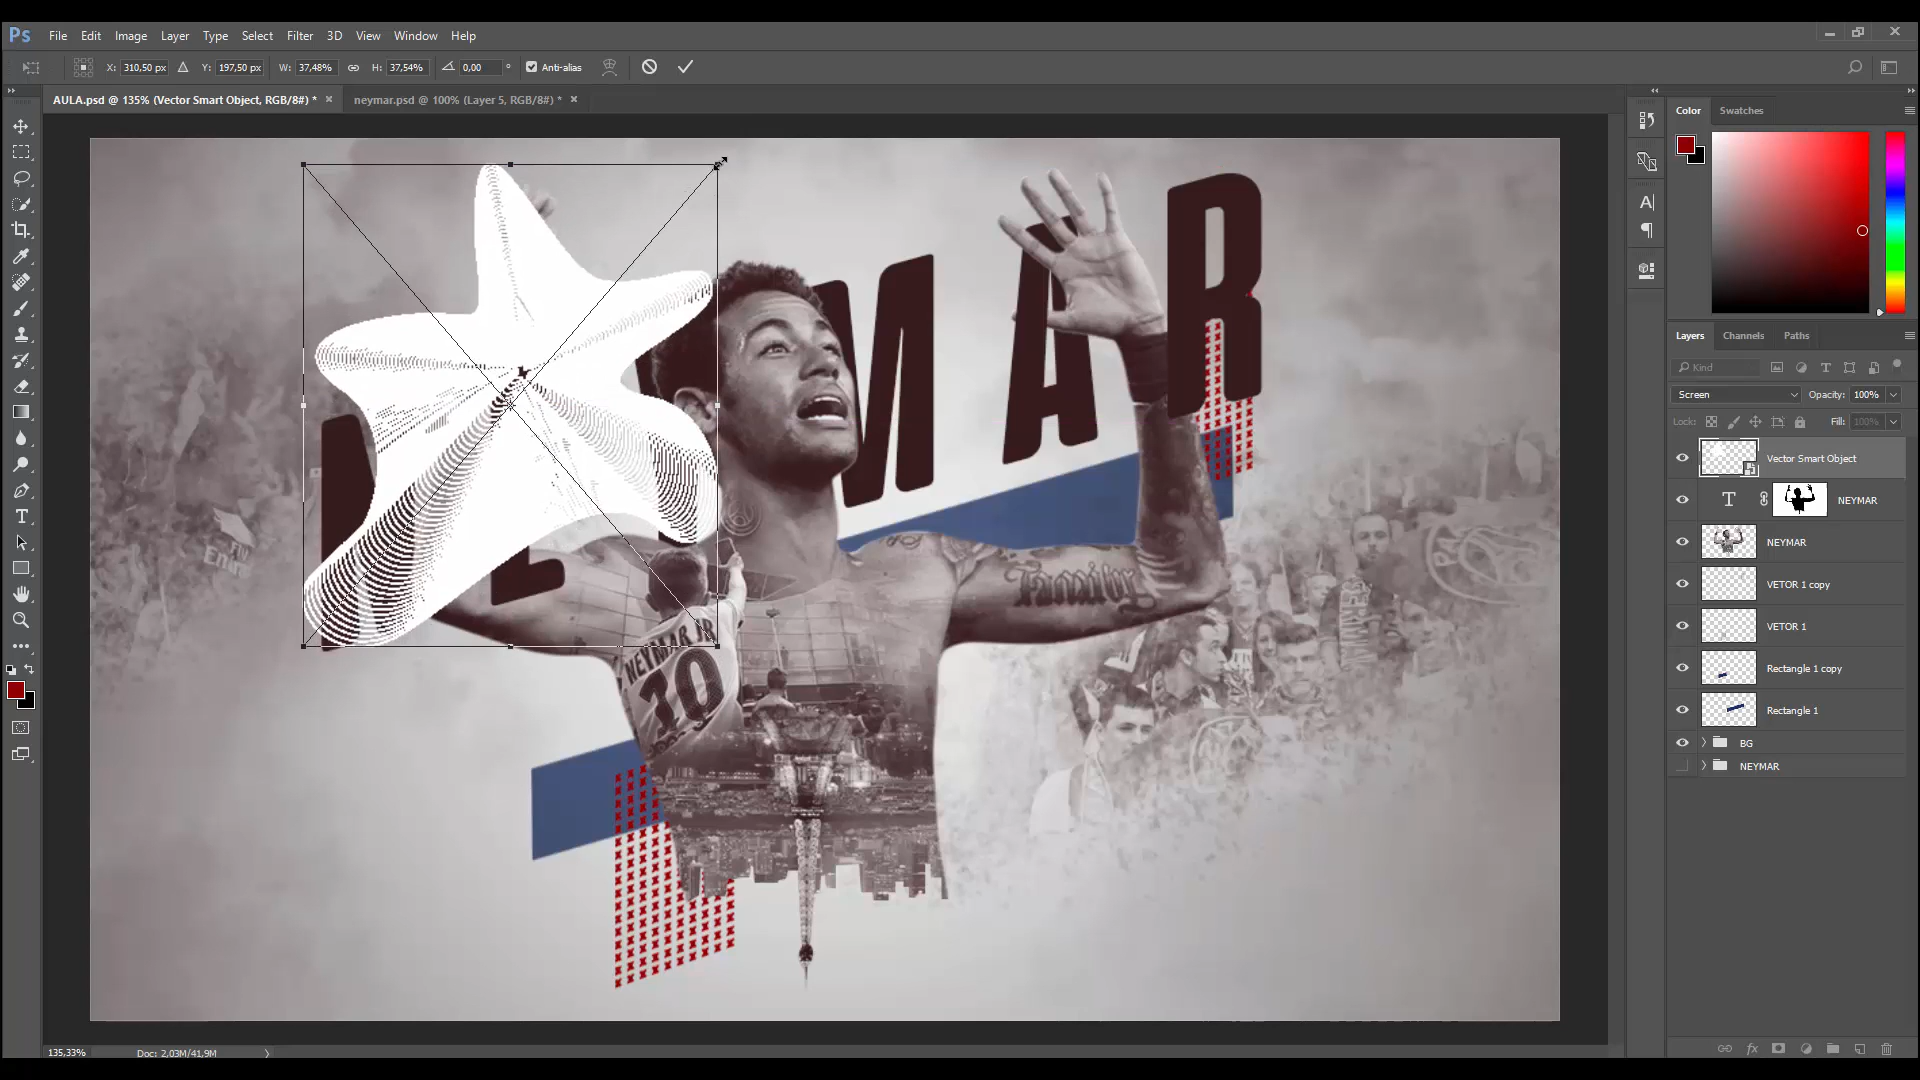 Ps File Edit Image Layer Type Select Filter 3D View Window Help
X: 310,50 px Y: 197,50 px W: 37,48% H: 37,54% 0,00 ° Anti-alias
AULA.psd @ 135% (Vector Smart Object, RGB/8#) * × neymar.psd @ 100% (Layer 5, RGB/8#) * ×
Color Swatches
Layers Channels Paths
Kind
Screen Opacity: 100%
Lock: Fill: 100%
Vector Smart Object
NEYMAR
NEYMAR
VETOR 1 copy
VETOR 1
Rectangle 1 copy
Rectangle 1
BG
NEYMAR
MAR
Family
NEYMAR JR
10
135,33% Doc: 2,03M/41,9M